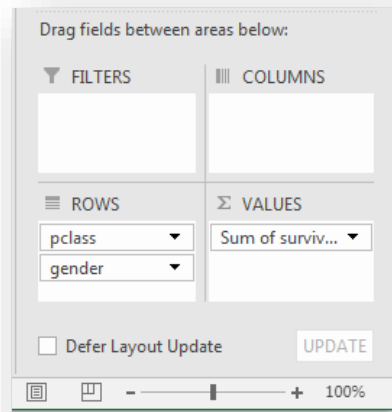 Drag fields between areas below:
FILTERS
COLUMNS
ROWS
Σ VALUES
pclass
gender
Sum of surviv...
Defer Layout Update
UPDATE
100%